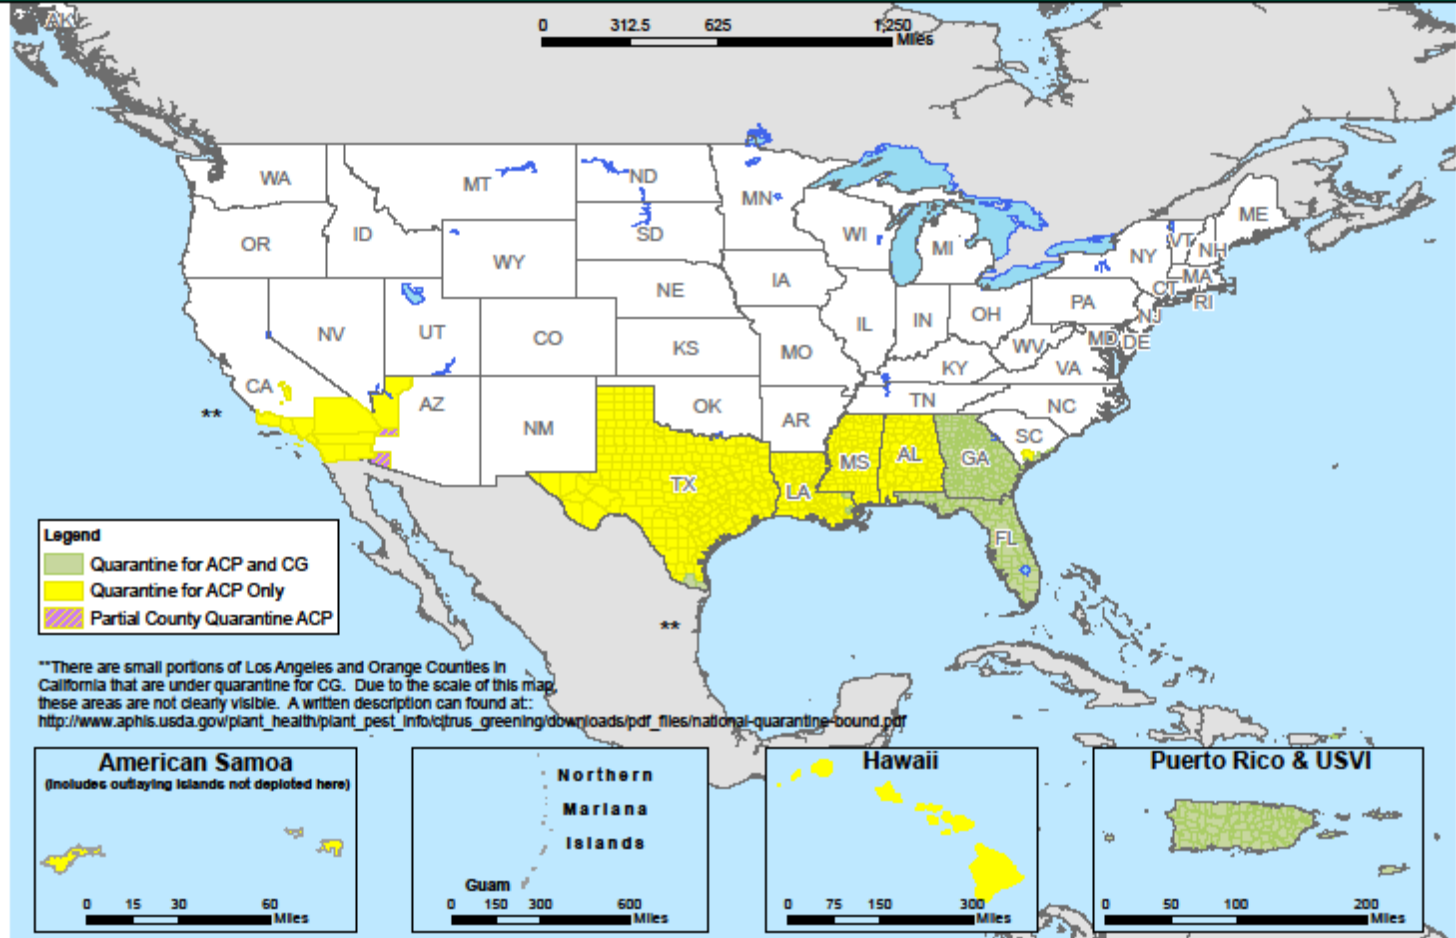 AK
0 312.5 625 1,250
Miles
WA
MT
ND
MN
ME
OR
ID
SD
WI
MI
NY
VT
NH
WY
MA
IA
CT
RI
NE
PA
NJ
NV
UT
CO
IL
IN
OH
MD
DE
KS
MO
WV
VA
KY
CA
AZ
NM
OK
AR
TN
NC
**
SC
TX
LA
MS
AL
GA
FL
Legend
Quarantine for ACP and CG
Quarantine for ACP Only
Partial County Quarantine ACP
**
**There are small portions of Los Angeles and Orange Counties in
California that are under quarantine for CG. Due to the scale of this map,
these areas are not clearly visible. A written description can found at::
http://www.aphis.usda.gov/plant_health/plant_pest_info/citrus_greening/downloads/pdf_files/national-quarantine-bound.pdf
American Samoa
(Includes outlaying islands not depicted here)
0 15 30 60
Miles
Northern
Mariana
Islands
Guam
0 150 300 600
Miles
Hawaii
0 75 150 300
Miles
Puerto Rico & USVI
0 50 100 200
Miles